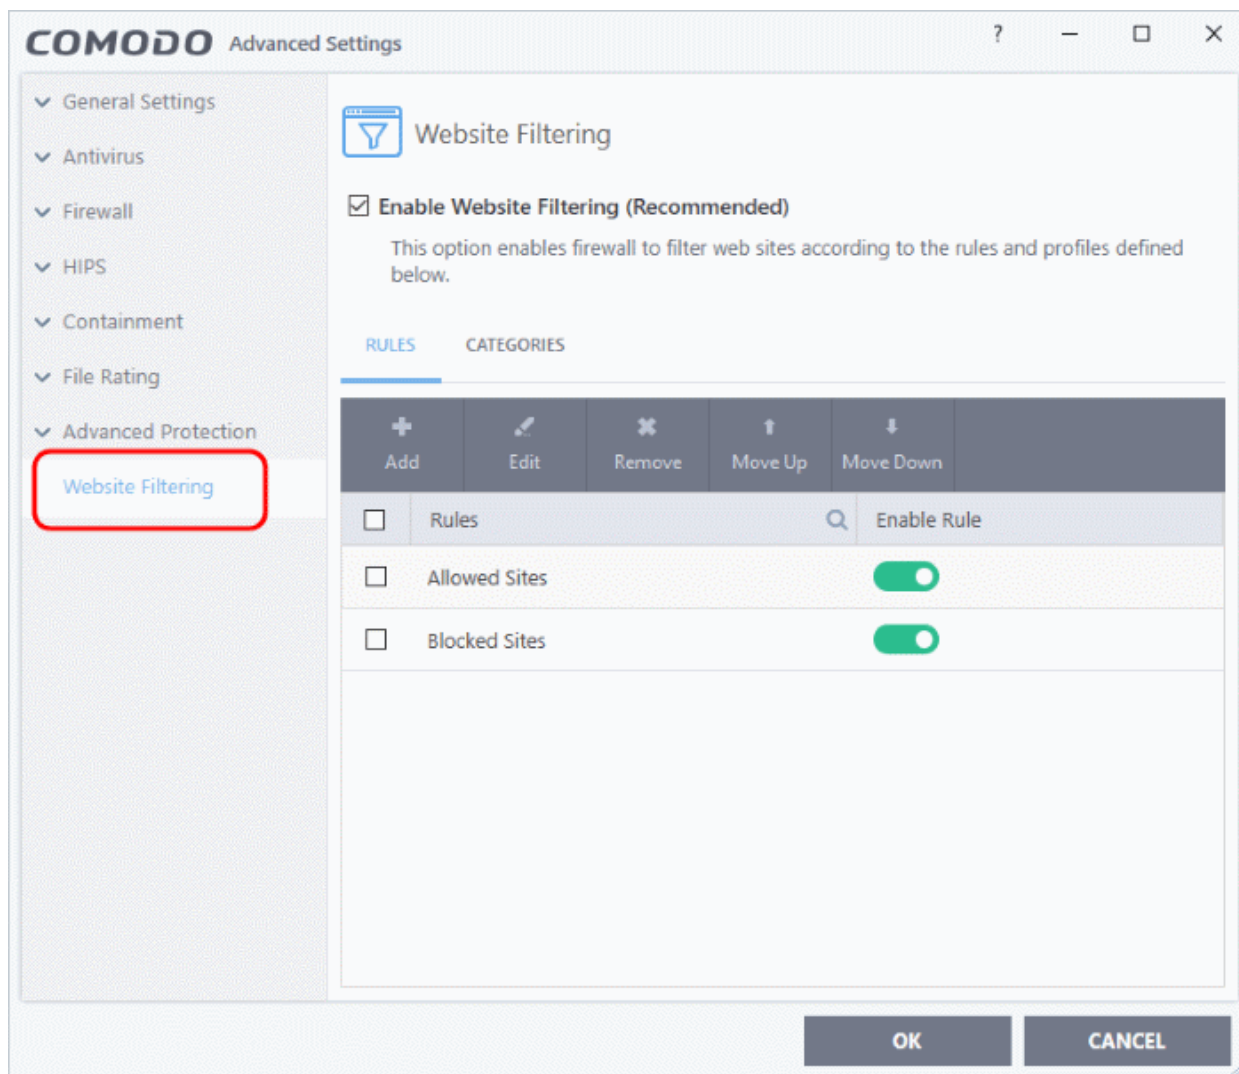 COMODO Advanced Settings ?
General Settings
Antivirus
Firewall
HIPS
Containment
File Rating
Advanced Protection
Website Filtering
Website Filtering
Enable Website Filtering (Recommended)
This option enables firewall to filter web sites according to the rules and profiles defined
below.
RULES CATEGORIES
Add Edit Remove Move Up Move Down
Rules Enable Rule
Allowed Sites
Blocked Sites
OK CANCEL